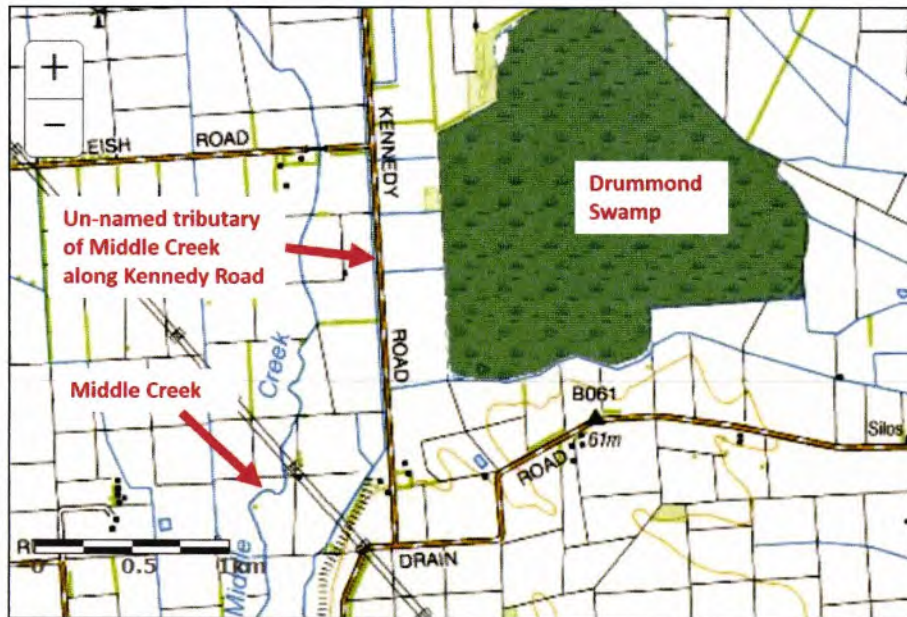 +
−
EISH ROAD
KENNEDY
ROAD
Drummond
Swamp
Un-named tributary
of Middle Creek
along Kennedy Road
Middle Creek
Creek
Middle
B061
61m
Silos
ROAD
DRAIN
R
0 0.5 1km